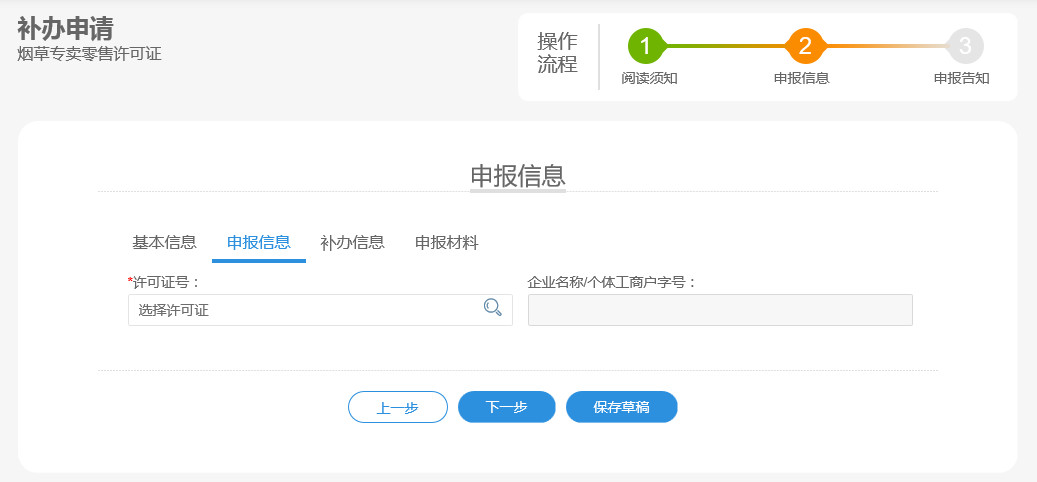 补办申请
烟草专卖零售许可证
操作
流程
1
2
3
阅读须知
申报信息
申报告知
申报信息
基本信息
申报信息
补办信息
申报材料
*许可证号：
企业名称/个体工商户字号：
选择许可证
上一步
下一步
保存草稿